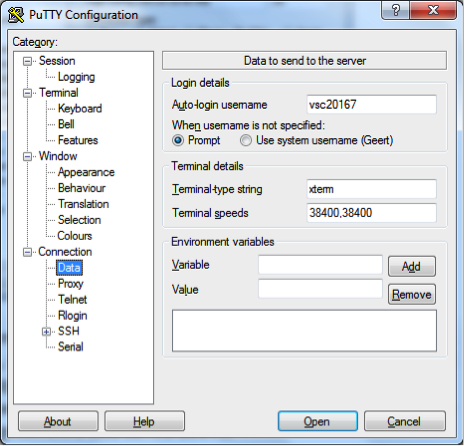 PuTTY Configuration
Category:
Session
Logging
Terminal
Keyboard
Bell
Features
Window
Appearance
Behaviour
Translation
Selection
Colours
Connection
Data
Proxy
Telnet
Rlogin
SSH
Serial
Data to send to the server
Login details
Auto-login username vsc20167
When username is not specified:
Prompt Use system username (Geert)
Terminal details
Terminal-type string xterm
Terminal speeds 38400,38400
Environment variables
Variable Add
Value Remove
About Help Open Cancel